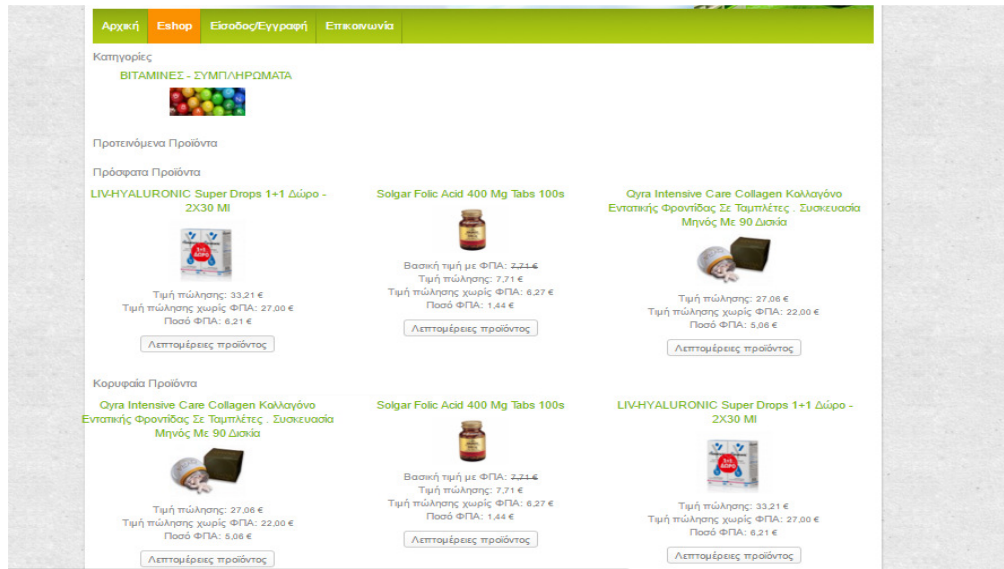 Αρχική Eshop Είσοδος/Εγγραφή Επικοινωνία
Κατηγορίες
ΒΙΤΑΜΙΝΕΣ - ΣΥΜΠΛΗΡΩΜΑΤΑ
Προτεινόμενα Προϊόντα
Πρόσφατα Προϊόντα
LIV-HYALURONIC Super Drops 1+1 Δώρο -
2X30 Ml
1+1
ΔΩΡΟ
Τιμή πώλησης: 33,21 €
Τιμή πώλησης χωρίς ΦΠΑ: 27,00 €
Ποσό ΦΠΑ: 6,21 €
Λεπτομέρειες προϊόντος
Solgar Folic Acid 400 Mg Tabs 100s
Βασική τιμή με ΦΠΑ: 7,71 €
Τιμή πώλησης: 7,71 €
Τιμή πώλησης χωρίς ΦΠΑ: 6,27 €
Ποσό ΦΠΑ: 1,44 €
Λεπτομέρειες προϊόντος
Qyra Intensive Care Collagen Κολλαγόνο
Εντατικής Φροντίδας Σε Ταμπλέτες . Συσκευασία
Μηνός Με 90 Δισκία
Τιμή πώλησης: 27,06 €
Τιμή πώλησης χωρίς ΦΠΑ: 22,00 €
Ποσό ΦΠΑ: 5,06 €
Λεπτομέρειες προϊόντος
Κορυφαία Προϊόντα
Qyra Intensive Care Collagen Κολλαγόνο
Εντατικής Φροντίδας Σε Ταμπλέτες . Συσκευασία
Μηνός Με 90 Δισκία
Τιμή πώλησης: 27,06 €
Τιμή πώλησης χωρίς ΦΠΑ: 22,00 €
Ποσό ΦΠΑ: 5,06 €
Λεπτομέρειες προϊόντος
Solgar Folic Acid 400 Mg Tabs 100s
Βασική τιμή με ΦΠΑ: 7,71 €
Τιμή πώλησης: 7,71 €
Τιμή πώλησης χωρίς ΦΠΑ: 6,27 €
Ποσό ΦΠΑ: 1,44 €
Λεπτομέρειες προϊόντος
LIV-HYALURONIC Super Drops 1+1 Δώρο -
2X30 Ml
1+1
ΔΩΡΟ
Τιμή πώλησης: 33,21 €
Τιμή πώλησης χωρίς ΦΠΑ: 27,00 €
Ποσό ΦΠΑ: 6,21 €
Λεπτομέρειες προϊόντος